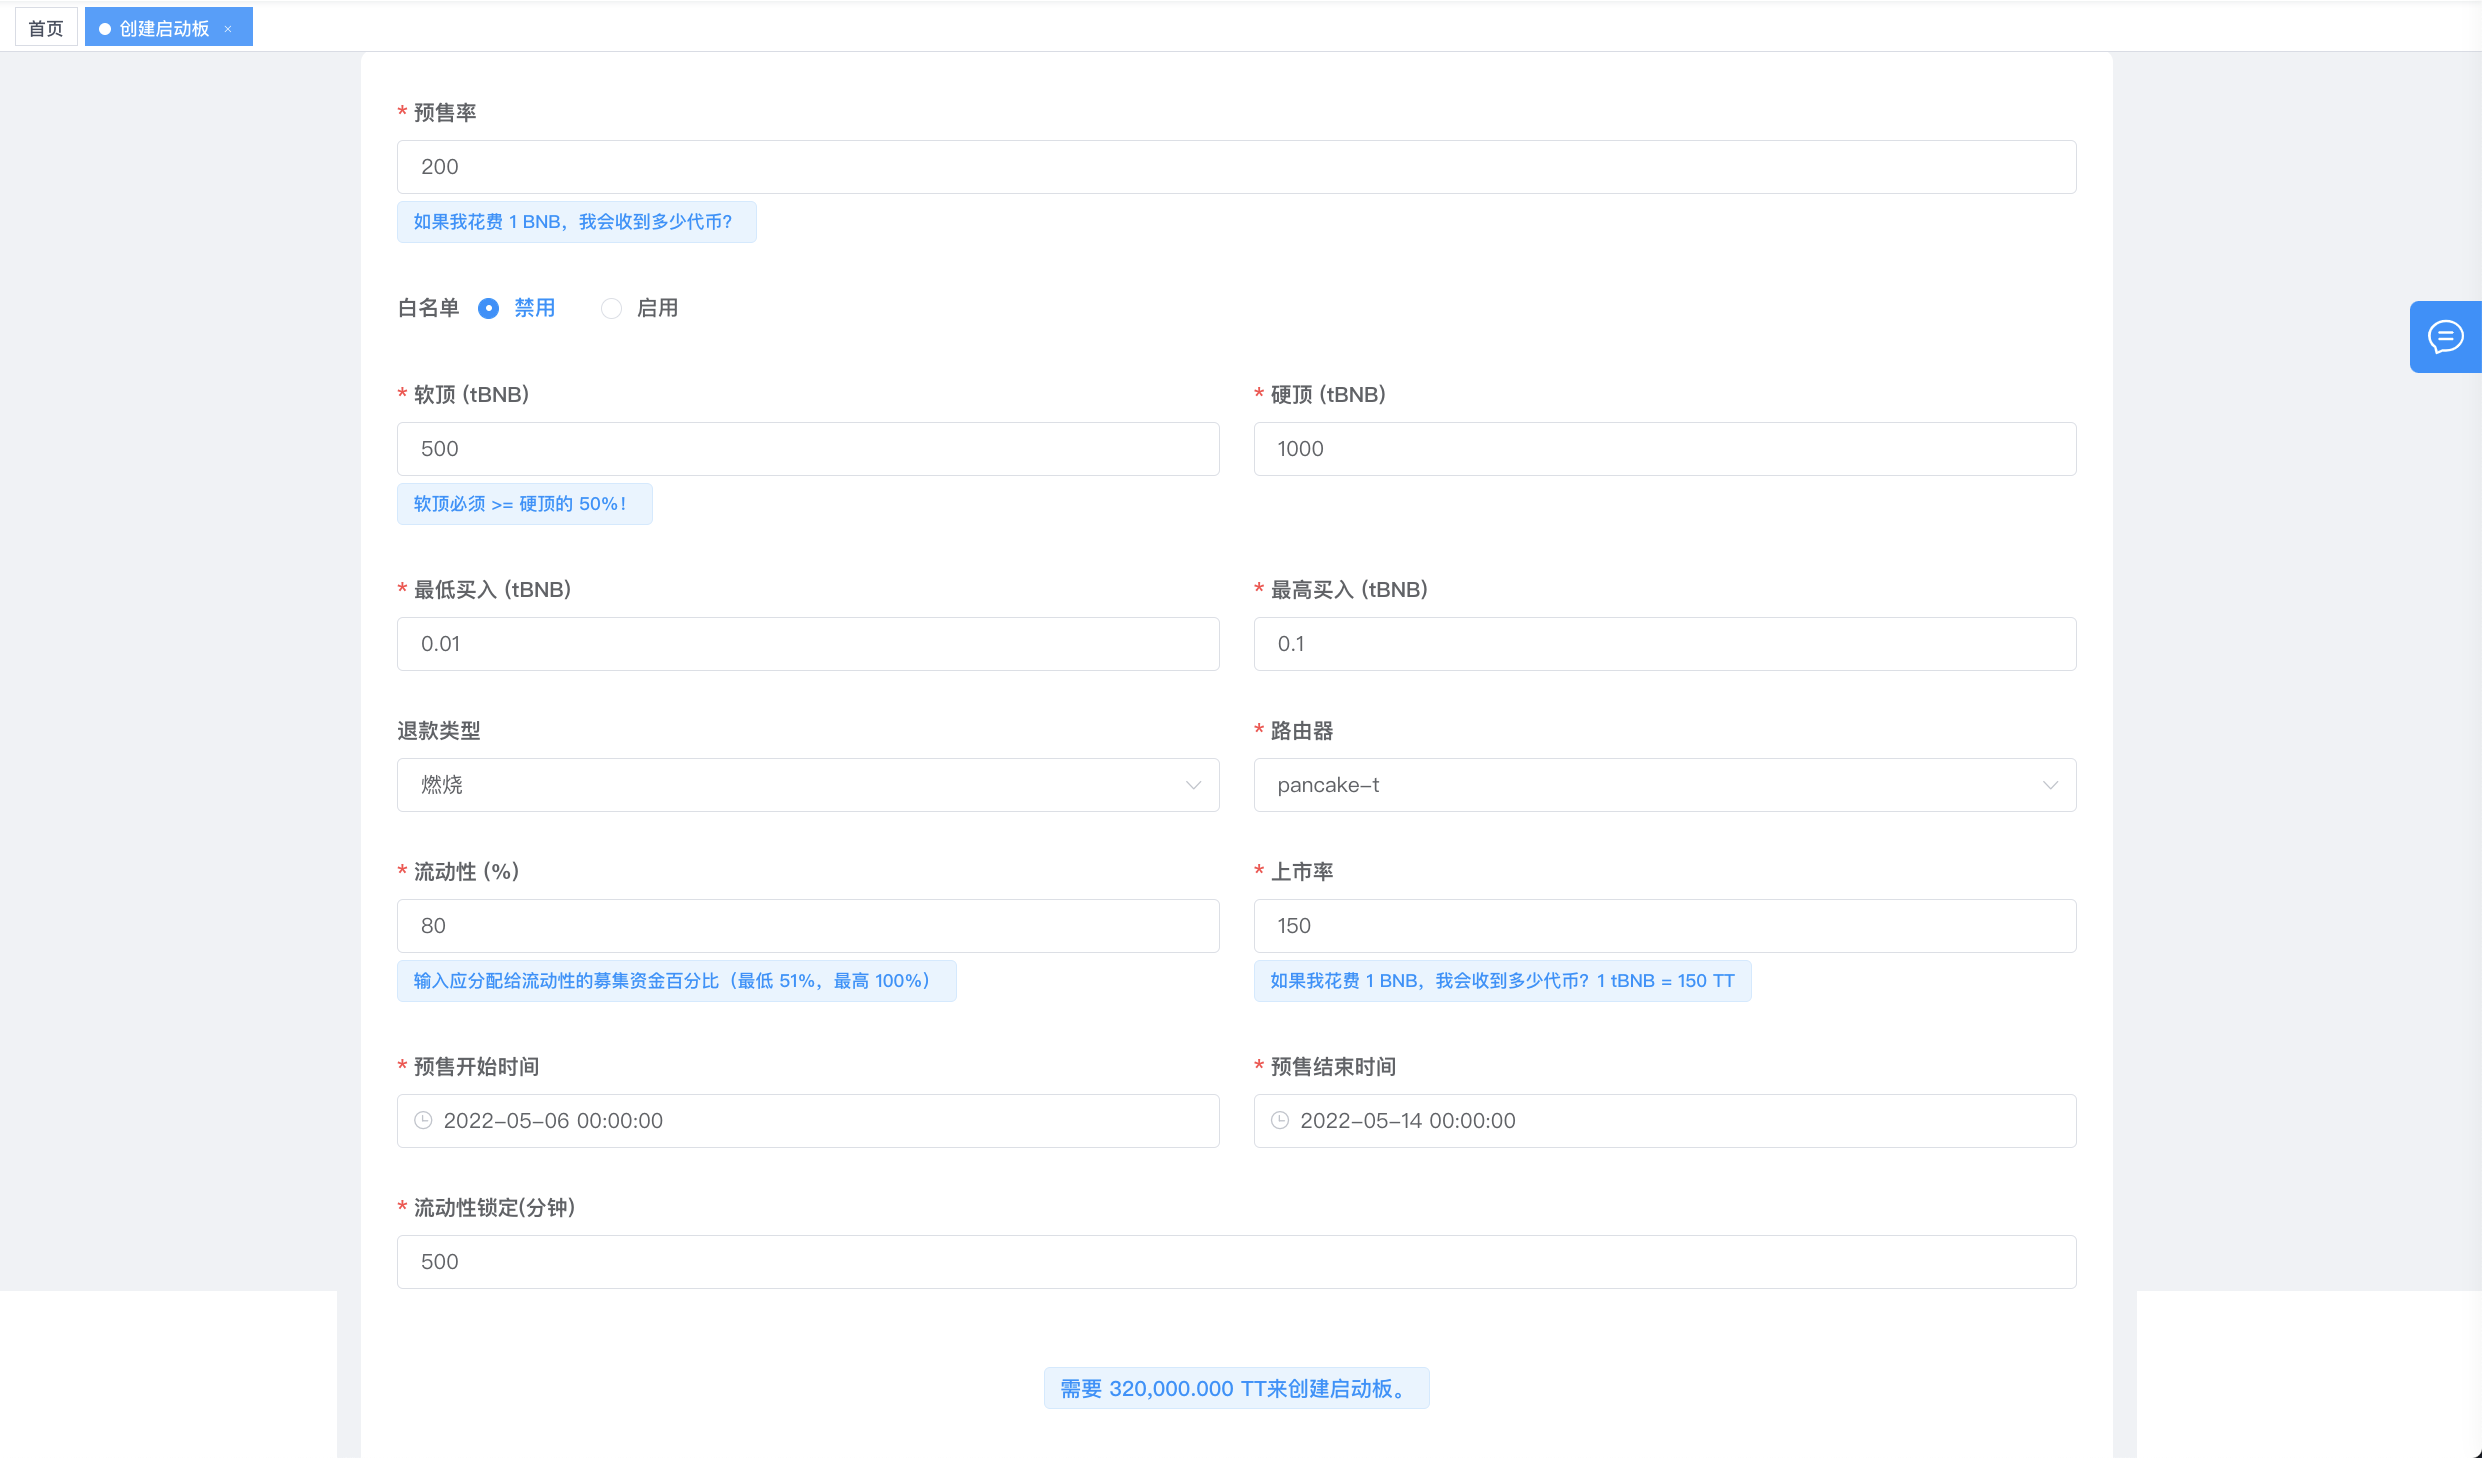 首页
创建启动板 ×
* 预售率
200
如果我花费 1 BNB，我会收到多少代币？
白名单 禁用 启用
* 软顶 (tBNB)
* 硬顶 (tBNB)
500
1000
软顶必须 >= 硬顶的 50%！
* 最低买入 (tBNB)
* 最高买入 (tBNB)
0.01
0.1
退款类型
* 路由器
燃烧
pancake-t
* 流动性 (%)
* 上市率
80
150
输入应分配给流动性的募集资金百分比（最低 51%，最高 100%）
如果我花费 1 BNB，我会收到多少代币？1 tBNB = 150 TT
* 预售开始时间
* 预售结束时间
2022-05-06 00:00:00
2022-05-14 00:00:00
* 流动性锁定(分钟)
500
需要 320,000.000 TT来创建启动板。